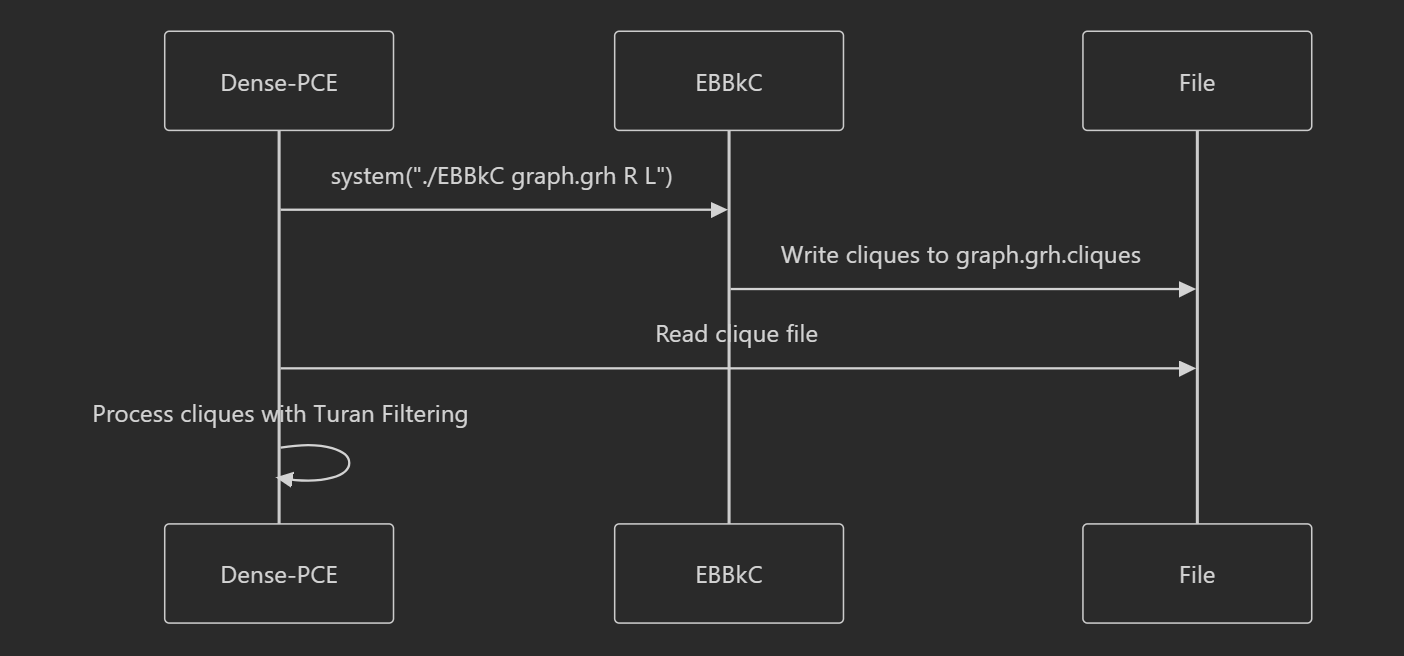 Dense-PCE
EBBkC
File
system("./EBBkC graph.grh R L")
Write cliques to graph.grh.cliques
Read clique file
Process cliques with Turan Filtering
Dense-PCE
EBBkC
File